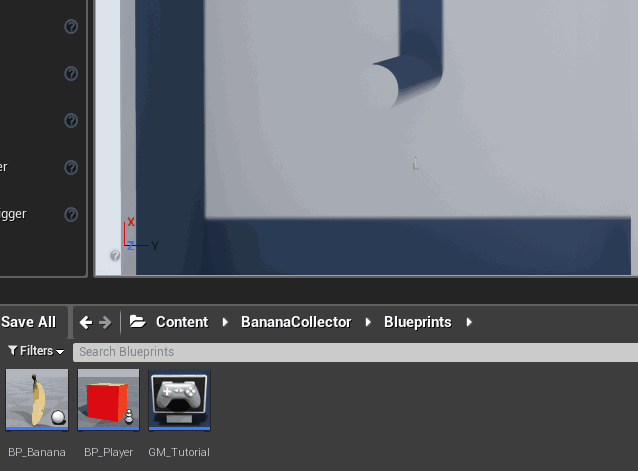 ?
?
?
er
?
igger
?
X
Z Y
?
Save All
Content
BananaCollector
Blueprints
Filters
Search Blueprints
BP_Banana
BP_Player
GM_Tutorial